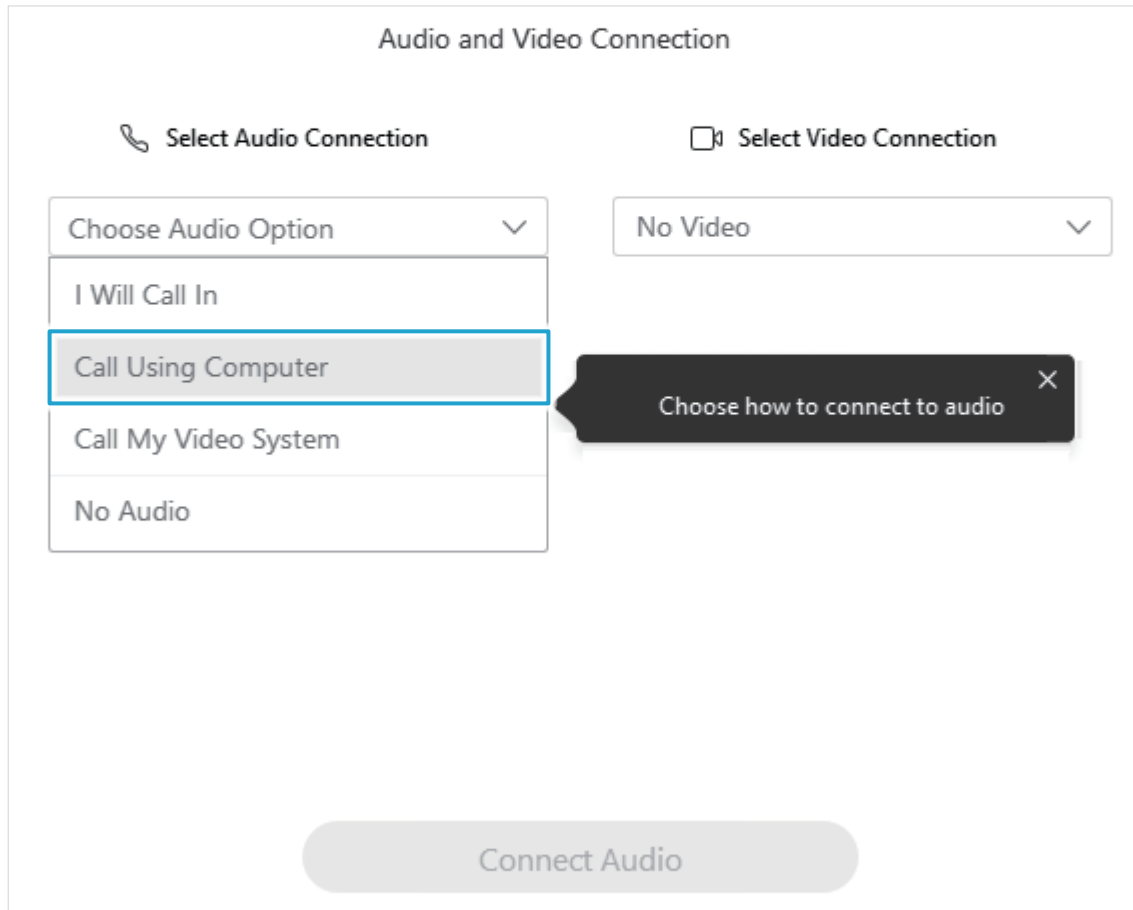 Audio and Video Connection
Select Audio Connection
Select Video Connection
Choose Audio Option
No Video
I Will Call In
Call Using Computer
Choose how to connect to audio
Call My Video System
No Audio
Connect Audio